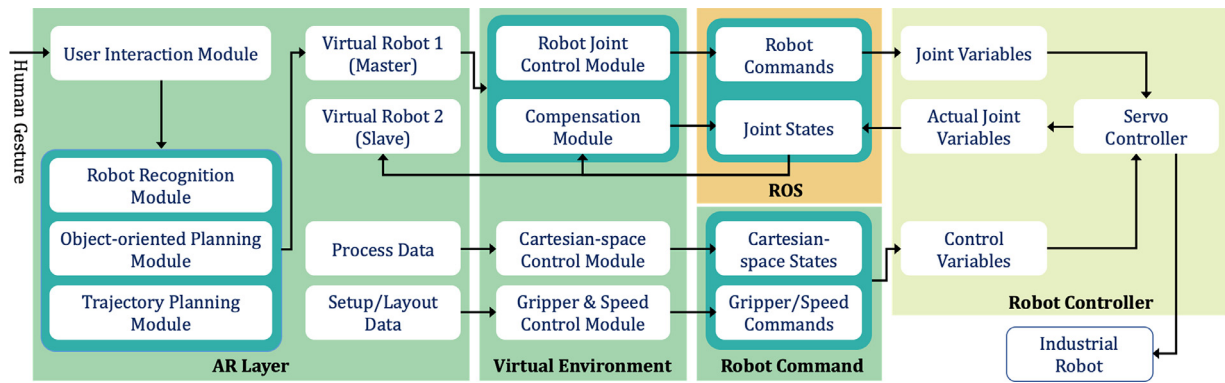 Human Gesture
User Interaction Module
Robot Recognition
Module
Object-oriented Planning
Module
Trajectory Planning
Module
Virtual Robot 1
(Master)
Virtual Robot 2
(Slave)
Process Data
Setup/Layout
Data
AR Layer
Robot Joint
Control Module
Compensation
Module
Cartesian-space
Control Module
Gripper & Speed
Control Module
Virtual Environment
Robot
Commands
Joint States
ROS
Cartesian-
space States
Gripper/Speed
Commands
Robot Command
Joint Variables
Actual Joint
Variables
Servo
Controller
Control
Variables
Robot Controller
Industrial
Robot